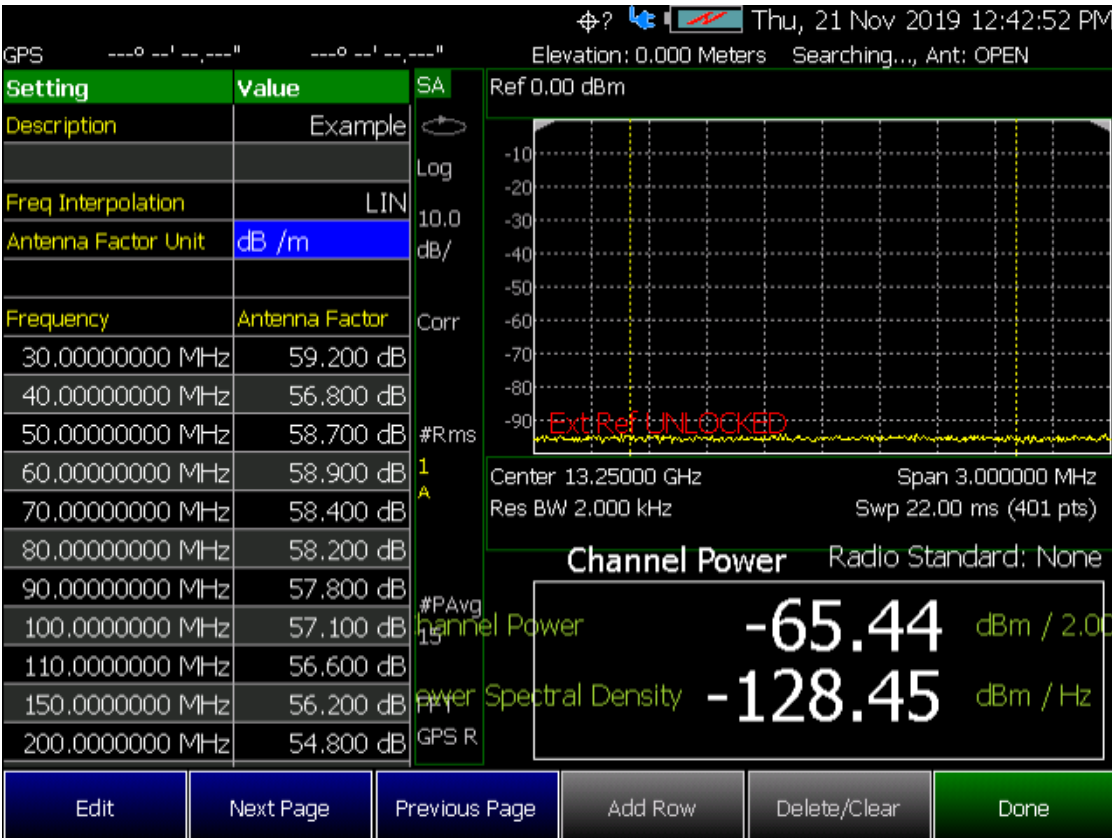 Thu, 21 Nov 2019 12:42:52 PM
GPS ---° --' --.---" ---° --' --.---" Elevation: 0.000 Meters Searching..., Ant: OPEN
Setting Value
Description Example
Freq Interpolation LIN
Antenna Factor Unit dB /m
Frequency Antenna Factor
30.00000000 MHz 59.200 dB
40.00000000 MHz 56.800 dB
50.00000000 MHz 58.700 dB
60.00000000 MHz 58.900 dB
70.00000000 MHz 58.400 dB
80.00000000 MHz 58.200 dB
90.00000000 MHz 57.800 dB
100.0000000 MHz 57.100 dB
110.0000000 MHz 56.600 dB
150.0000000 MHz 56.200 dB
200.0000000 MHz 54.800 dB
SA
Log
10.0
dB/
Corr
#Rms
1
A
#PAvg
15
GPS R
Ref 0.00 dBm
-10
-20
-30
-40
-50
-60
-70
-80
-90
Ext Ref UNLOCKED
Center 13.25000 GHz Span 3.000000 MHz
Res BW 2.000 kHz Swp 22.00 ms (401 pts)
Channel Power Radio Standard: None
hannel Power -65.44 dBm / 2.00
ower Spectral Density -128.45 dBm / Hz
Edit Next Page Previous Page Add Row Delete/Clear Done